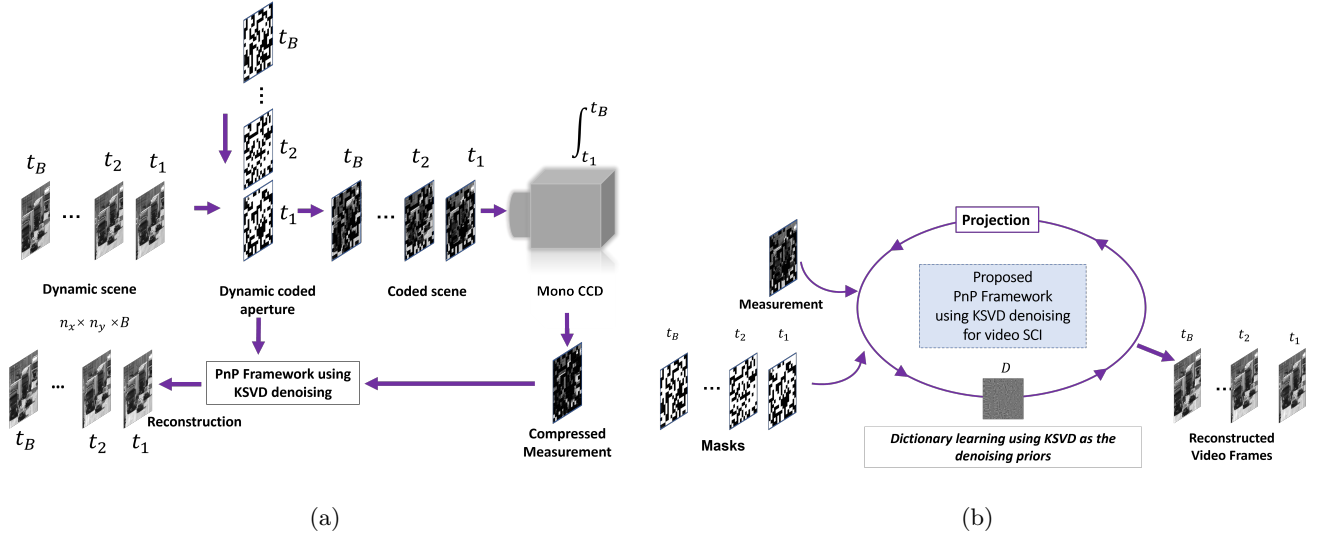 t_B
⋮
t_2
t_1
t_B ... t_2 t_1
t_B ... t_2 t_1
∫_{t_1}^{t_B}
Dynamic scene
Dynamic coded
aperture
Coded scene
Mono CCD
n_x × n_y × B
PnP Framework using
KSVD denoising
Reconstruction
...
t_B t_2 t_1
Compressed
Measurement
(a)
Projection
Proposed
PnP Framework
using KSVD denoising
for video SCI
Measurement
t_B ... t_2 t_1
Masks
D
Dictionary learning using KSVD as the
denoising priors
t_B ... t_2 t_1
Reconstructed
Video Frames
(b)